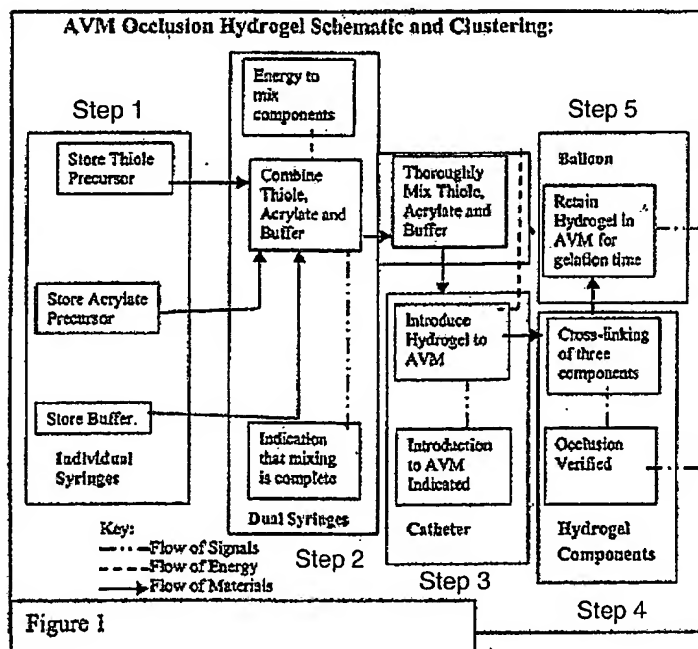 AVM Occlusion Hydrogel Schematic and Clustering:
Step 1
Store Thiole
Precursor
Store Acrylate
Precursor
Store Buffer.
Individual
Syringes
Energy to
mix
components
Combine
Thiole,
Acrylate and
Buffer
Indication
that mixing
is complete
Dual Syringes
Step 2
Thoroughly
Mix Thiole,
Acrylate and
Buffer
Introduce
Hydrogel to
AVM
Introduction
to AVM
Indicated
Catheter
Step 3
Step 5
Balloon
Retain
Hydrogel in
AVM for
gelation time
Cross-linking
of three
components
Occlusion
Verified
Hydrogel
Components
Step 4
Key:
Flow of Signals
Flow of Energy
Flow of Materials
Figure 1